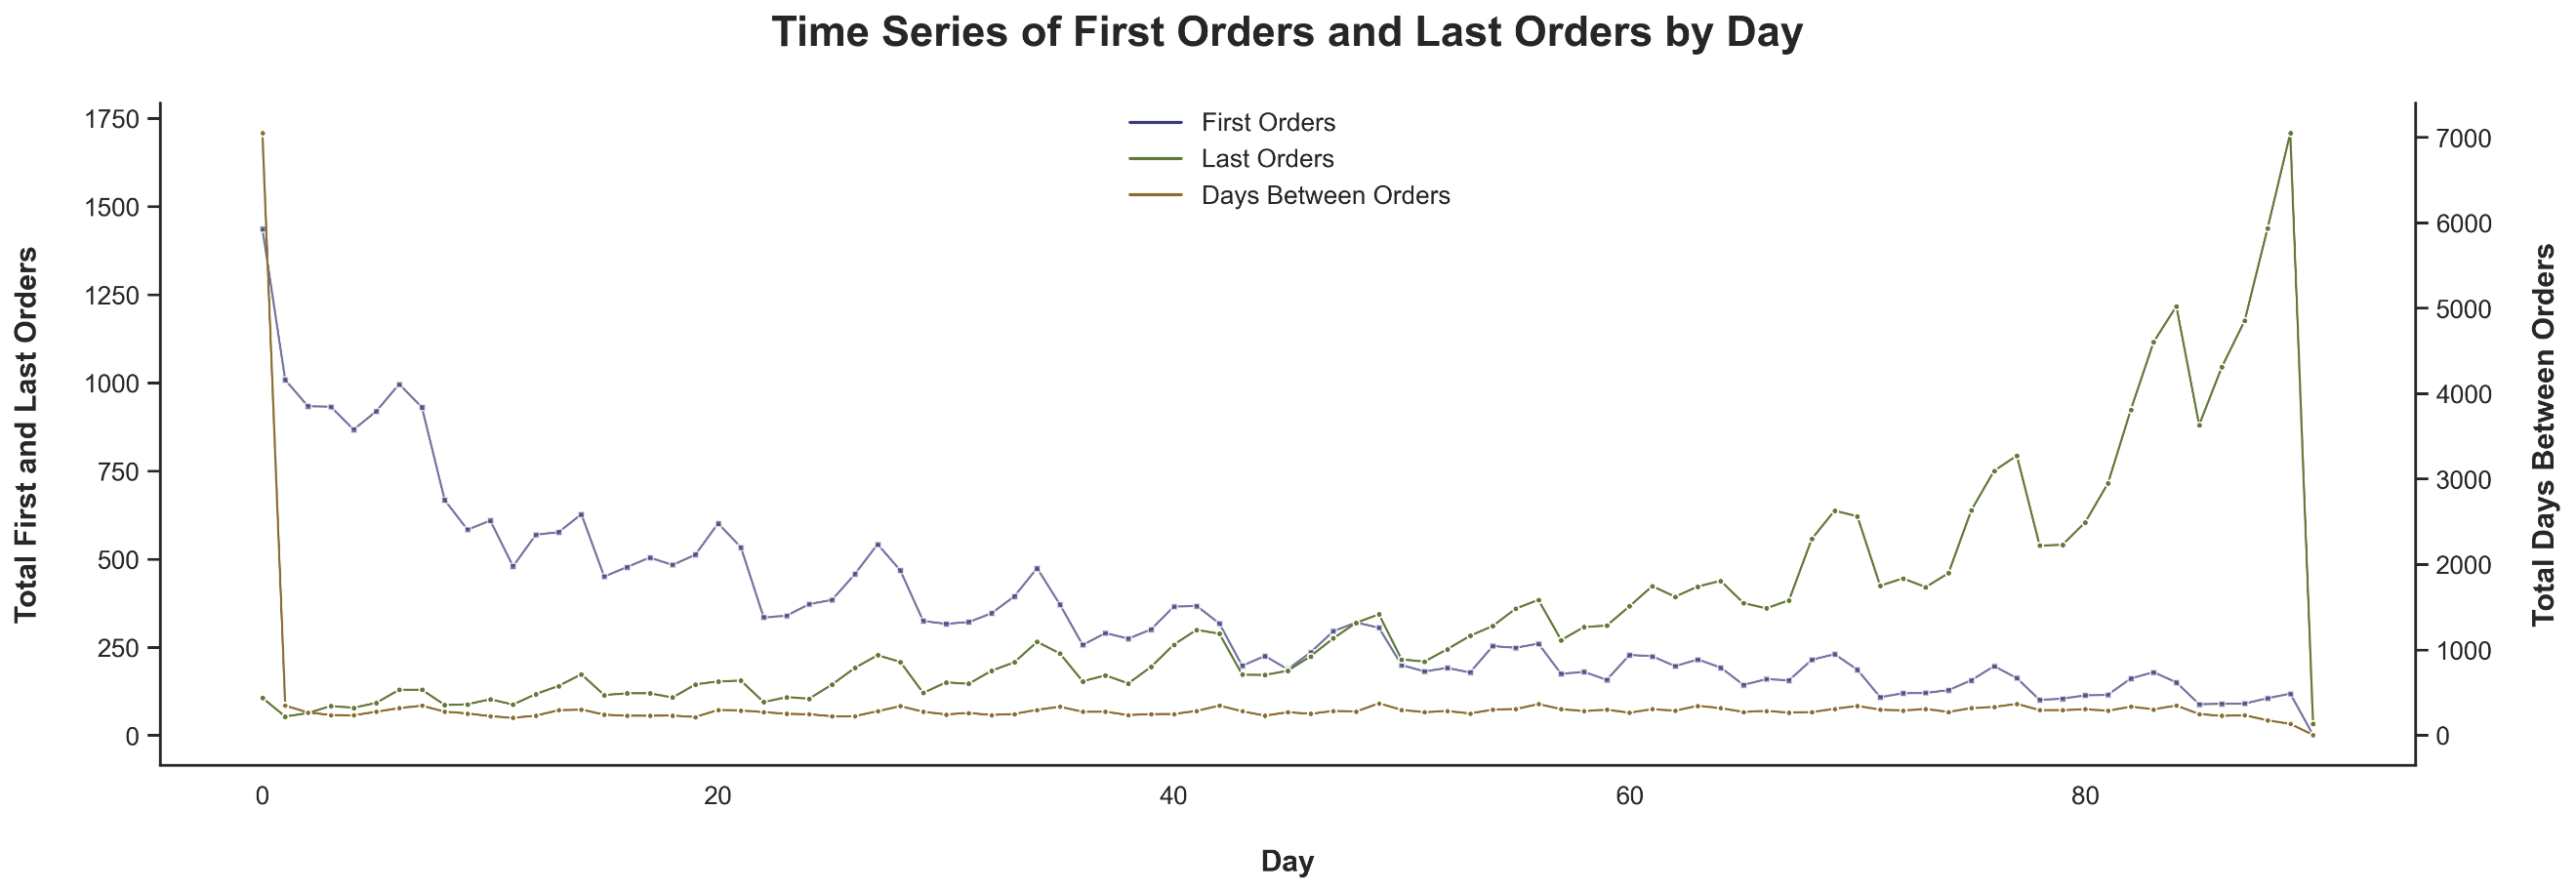 Time Series of First Orders and Last Orders by Day
First Orders
Last Orders
Days Between Orders
Total First and Last Orders
1750
1500
1250
1000
750
500
250
0
7000
6000
5000
4000
3000
2000
1000
0
Total Days Between Orders
0 20 40 60 80
Day